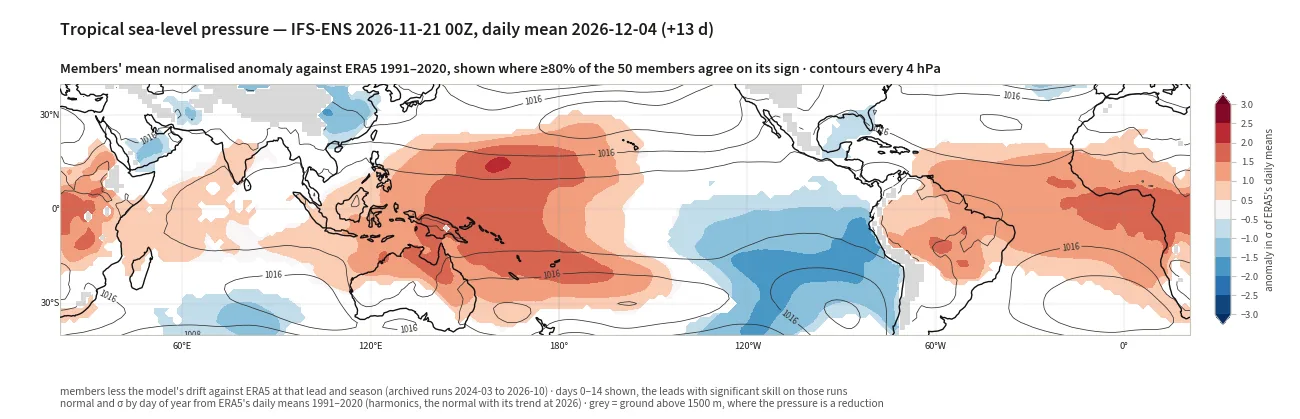 Tropical sea-level pressure — IFS-ENS 2026-11-21 00Z, daily mean 2026-12-04 (+13 d)
Members' mean normalised anomaly against ERA5 1991–2020, shown where ≥80% of the 50 members agree on its sign · contours every 4 hPa
30°N
0°
30°S
60°E
120°E
180°
120°W
60°W
0°
1016
1016
1016
1016
1016
1016
1016
1016
1016
1016
1016
1008
3.0
2.5
2.0
1.5
1.0
0.5
−0.5
−1.0
−1.5
−2.0
−2.5
−3.0
anomaly in σ of ERA5's daily means
members less the model's drift against ERA5 at that lead and season (archived runs 2024-03 to 2026-10) · days 0–14 shown, the leads with significant skill on those runs
normal and σ by day of year from ERA5's daily means 1991–2020 (harmonics, the normal with its trend at 2026) · grey = ground above 1500 m, where the pressure is a reduction